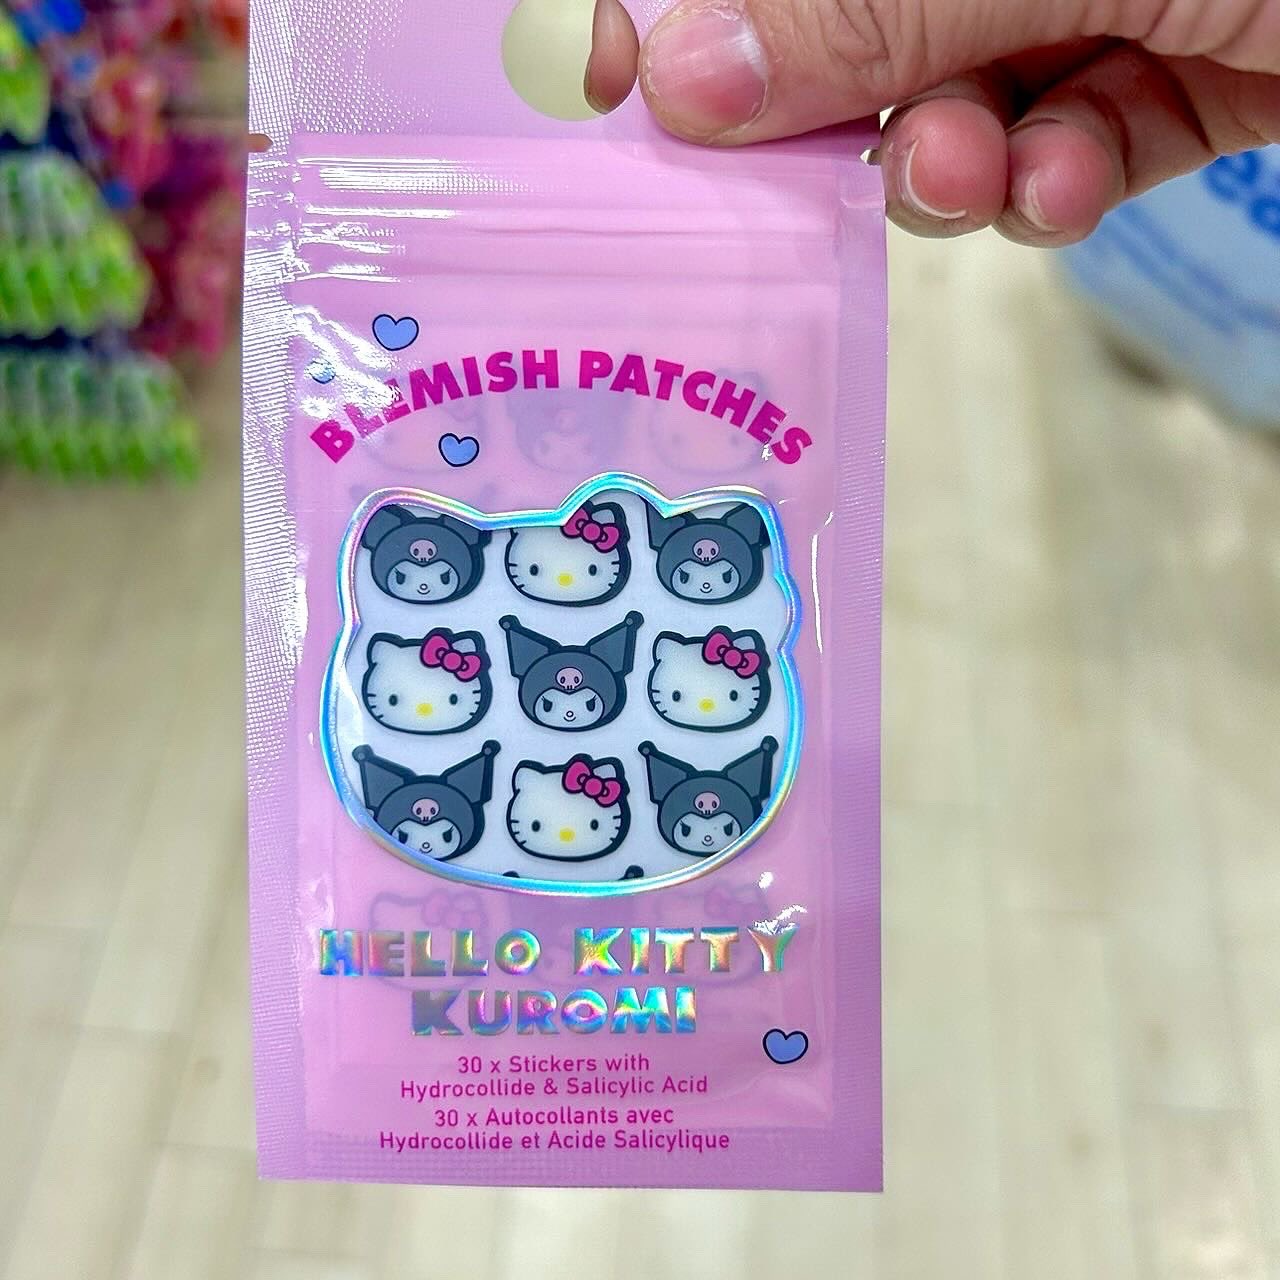 BLEMISH PATCHES
HELLO KITTY
KUROMI
30 x Stickers with
Hydrocollide & Salicylic Acid
30 x Autocollants avec
Hydrocollide et Acide Salicylique